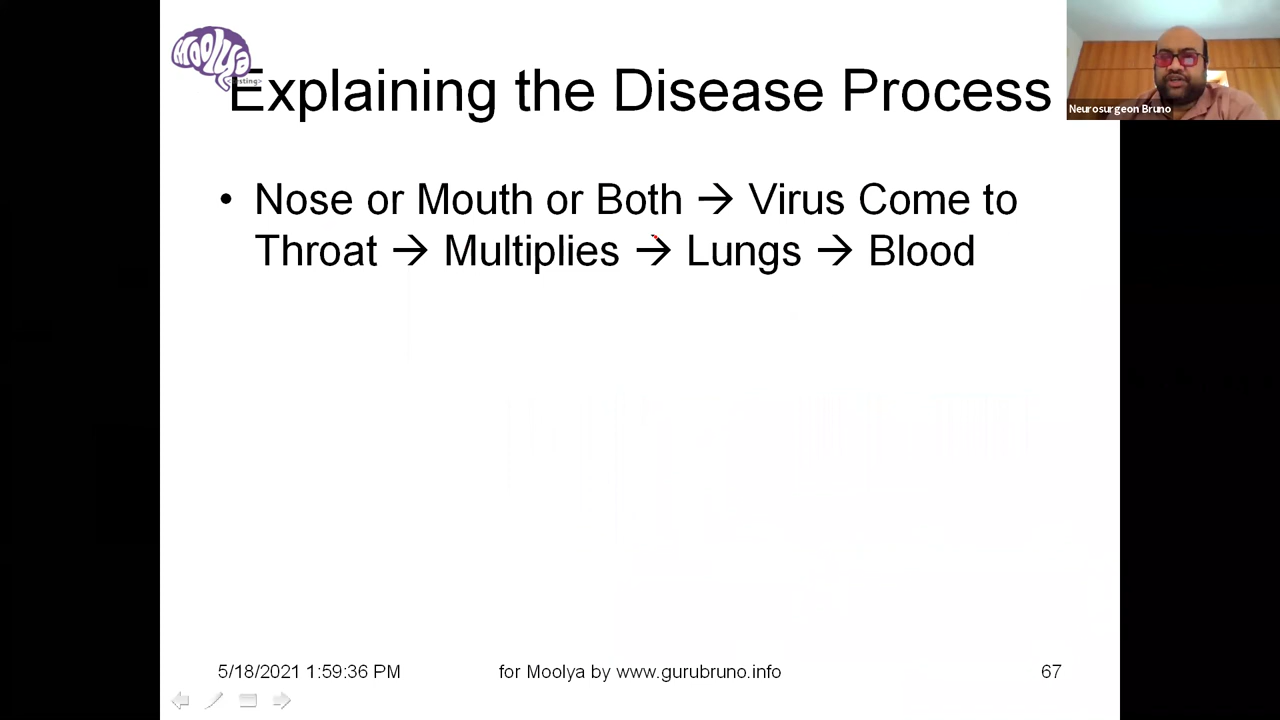 Moolya
Testing>
Explaining the Disease Process
Neurosurgeon Bruno
• Nose or Mouth or Both → Virus Come to
Throat → Multiplies → Lungs → Blood
5/18/2021 1:59:36 PM
for Moolya by www.gurubruno.info
67